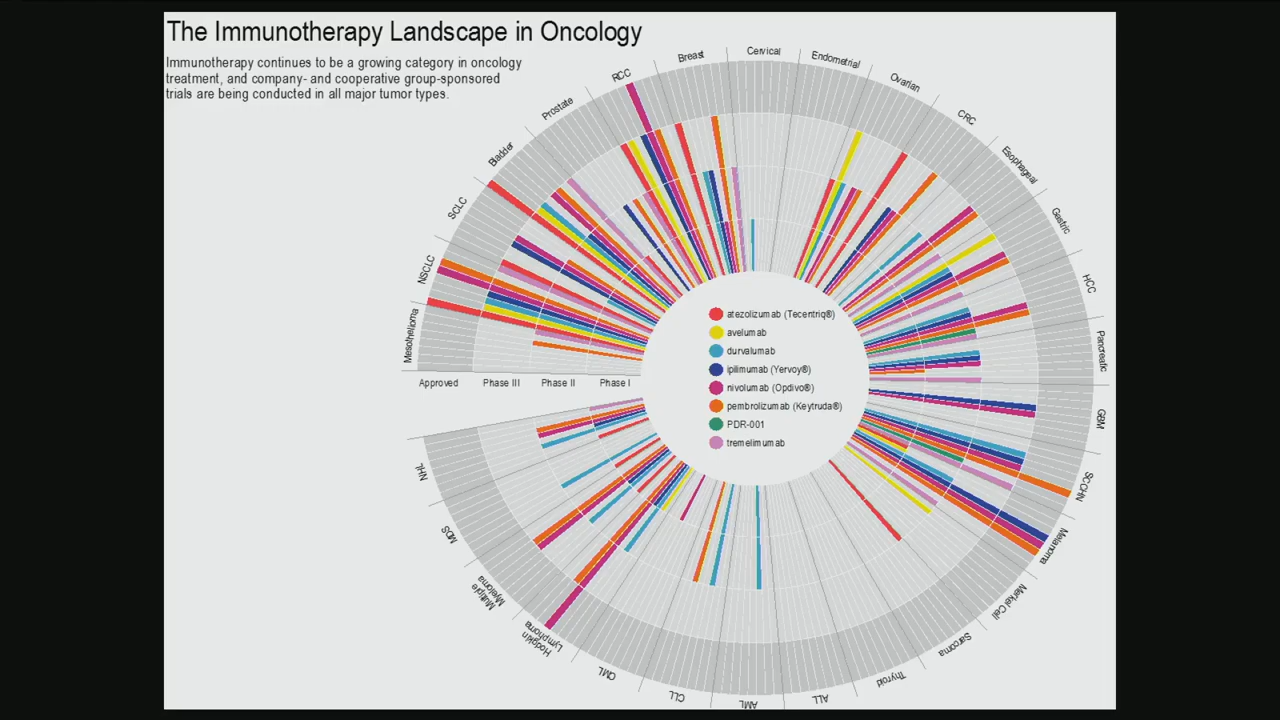 The Immunotherapy Landscape in Oncology
Immunotherapy continues to be a growing category in oncology
treatment, and company- and cooperative group-sponsored
trials are being conducted in all major tumor types.
Mesothelioma
NSCLC
SCLC
Bladder
Prostate
RCC
Breast
Cervical
Endometrial
Ovarian
CRC
Esophageal
Gastric
HCC
Pancreatic
GBM
SCCHN
Melanoma
Merkel Cell
Sarcoma
Thyroid
ALL
AML
CLL
CML
Hodgkin
Lymphoma
Multiple
Myeloma
MDS
NHL
Approved
Phase III
Phase II
Phase I
atezolizumab (Tecentriq®)
avelumab
durvalumab
ipilimumab (Yervoy®)
nivolumab (Opdivo®)
pembrolizumab (Keytruda®)
PDR-001
tremelimumab